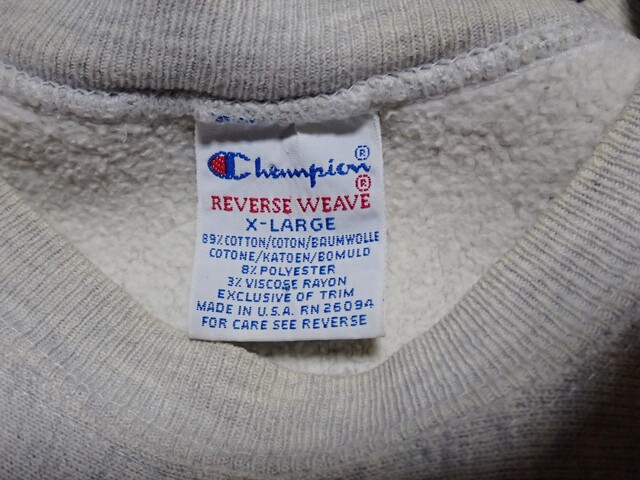 Champion®
®
REVERSE WEAVE
X-LARGE
89% COTTON/COTON/BAUMWOLLE
COTONE/KATOEN/BOMULD
8% POLYESTER
3% VISCOSE RAYON
EXCLUSIVE OF TRIM
MADE IN U.S.A. RN 26094
FOR CARE SEE REVERSE